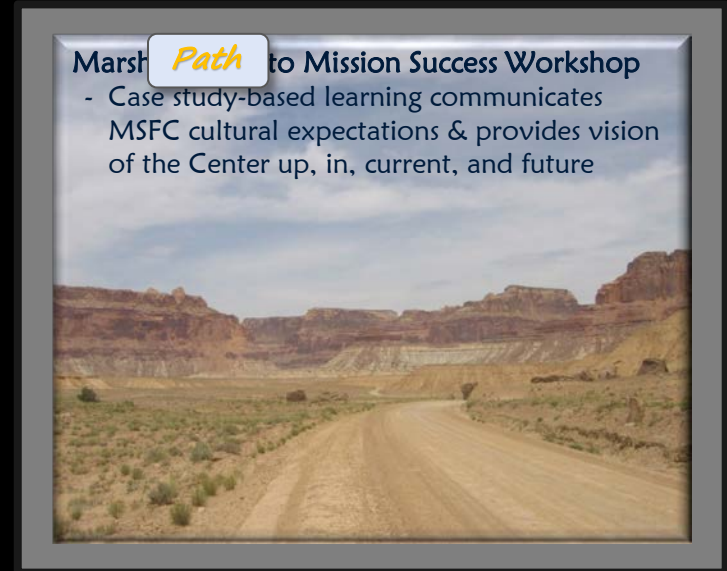 Marsh Path to Mission Success Workshop
- Case study-based learning communicates
MSFC cultural expectations & provides vision
of the Center up, in, current, and future